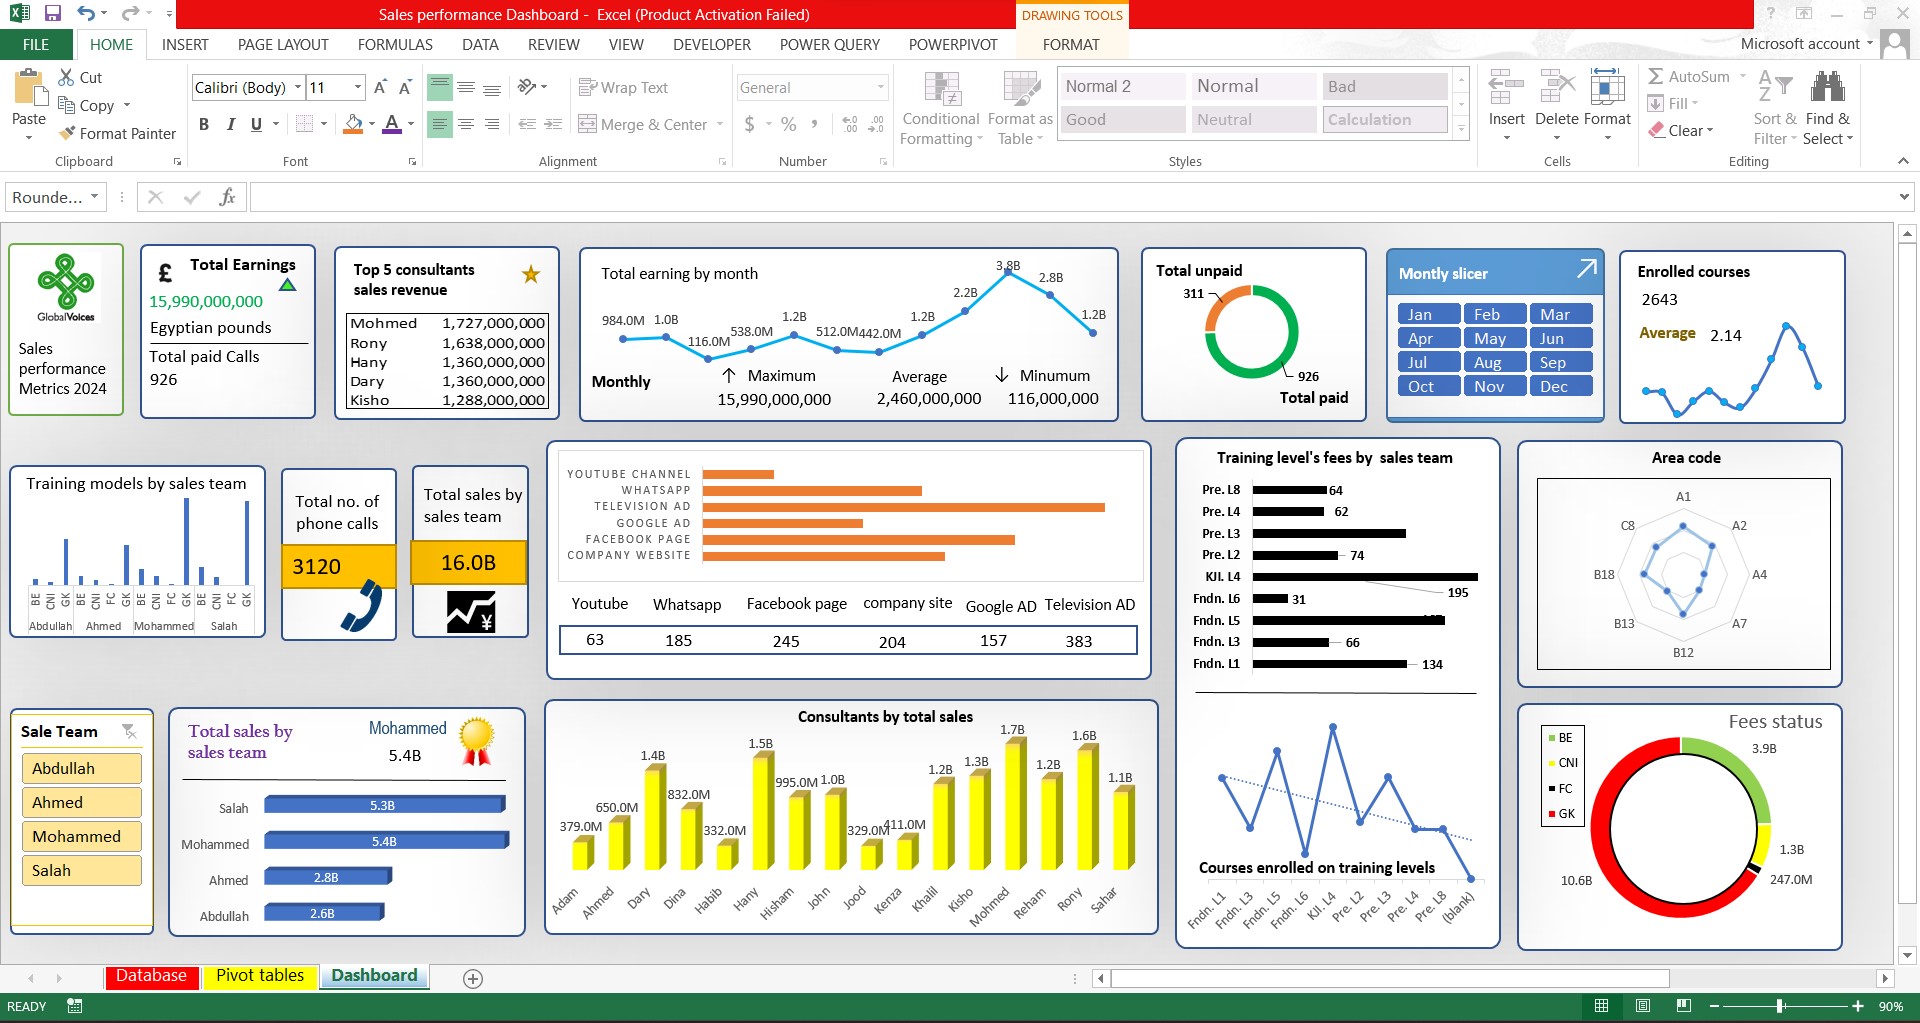 Sales performance Dashboard - Excel (Product Activation Failed)
DRAWING TOOLS
FILE HOME INSERT PAGE LAYOUT FORMULAS DATA REVIEW VIEW DEVELOPER POWER QUERY POWERPIVOT FORMAT
Microsoft account
Paste
Cut
Copy
Format Painter
Clipboard
Calibri (Body) 11
B I U
Font
Wrap Text
Merge & Center
Alignment
General
$ % ,
Number
Conditional
Formatting
Format as
Table
Normal 2 Normal Bad
Good Neutral Calculation
Styles
Insert Delete Format
Cells
AutoSum
Fill
Clear
Sort &
Filter
Find &
Select
Editing
Rounde...
fx
GlobalVoices
Sales
performance
Metrics 2024
£ Total Earnings
15,990,000,000
Egyptian pounds
Total paid Calls
926
Top 5 consultants
sales revenue
Mohmed 1,727,000,000
Rony 1,638,000,000
Hany 1,360,000,000
Dary 1,360,000,000
Kisho 1,288,000,000
Total earning by month
984.0M 1.0B 116.0M 538.0M 1.2B 512.0M 442.0M 1.2B 2.2B 3.8B 2.8B 1.2B
Monthly
Maximum
15,990,000,000
Average
2,460,000,000
Minumum
116,000,000
Total unpaid
311
926
Total paid
Montly slicer
Jan Feb Mar
Apr May Jun
Jul Aug Sep
Oct Nov Dec
Enrolled courses
2643
Average 2.14
Training models by sales team
BE CNI GK BE CNI FC GK BE CNI FC GK BE CNI FC GK
Abdullah Ahmed Mohammed Salah
Total no. of
phone calls
3120
Total sales by
sales team
16.0B
¥
YOUTUBE CHANNEL
WHATSAPP
TELEVISION AD
GOOGLE AD
FACEBOOK PAGE
COMPANY WEBSITE
Youtube Whatsapp Facebook page company site Google AD Television AD
63 185 245 204 157 383
Training level's fees by sales team
Pre. L8 64
Pre. L4 62
Pre. L3
Pre. L2 74
KJI. L4
195
Fndn. L6 31
Fndn. L5
Fndn. L3 66
Fndn. L1 134
Courses enrolled on training levels
Fndn. L1 Fndn. L3 Fndn. L5 Fndn. L6 KJI. L4 Pre. L2 Pre. L3 Pre. L4 Pre. L8 (blank)
Area code
A1
C8 A2
B18 A4
B13 A7
B12
Sale Team
Abdullah
Ahmed
Mohammed
Salah
Total sales by
sales team
Mohammed
5.4B
Salah 5.3B
Mohammed 5.4B
Ahmed 2.8B
Abdullah 2.6B
Consultants by total sales
379.0M 650.0M 1.4B 832.0M 332.0M 1.5B 995.0M 1.0B 329.0M 411.0M 1.2B 1.3B 1.7B 1.2B 1.6B 1.1B
Adam Ahmed Dary Dina Habib Hany Hisham John Jood Kenza Khalil Kisho Mohmed Reham Rony Sahar
Fees status
BE
CNI
FC
GK
3.9B
1.3B
247.0M
10.6B
Database Pivot tables Dashboard
READY
90%